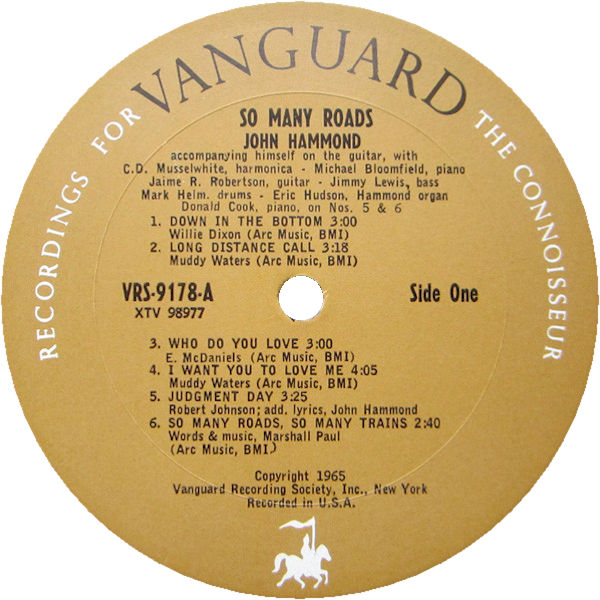 RECORDINGS FOR VANGUARD THE CONNOISSEUR
SO MANY ROADS
JOHN HAMMOND
accompanying himself on the guitar, with
C.D. Musselwhite, harmonica - Michael Bloomfield, piano
Jaime R. Robertson, guitar - Jimmy Lewis, bass
Mark Helm, drums - Eric Hudson, Hammond organ
Donald Cook, piano, on Nos. 5 & 6
1. DOWN IN THE BOTTOM 3:00
Willie Dixon (Arc Music, BMI)
2. LONG DISTANCE CALL 3:18
Muddy Waters (Arc Music, BMI)
VRS-9178-A
XTV 98977
Side One
3. WHO DO YOU LOVE 3:00
E. McDaniels (Arc Music, BMI)
4. I WANT YOU TO LOVE ME 4:05
Muddy Waters (Arc Music, BMI)
5. JUDGMENT DAY 3:25
Robert Johnson; add. lyrics, John Hammond
6. SO MANY ROADS, SO MANY TRAINS 2:40
Words & music, Marshall Paul
(Arc Music, BMI)
Copyright 1965
Vanguard Recording Society, Inc., New York
Recorded in U.S.A.